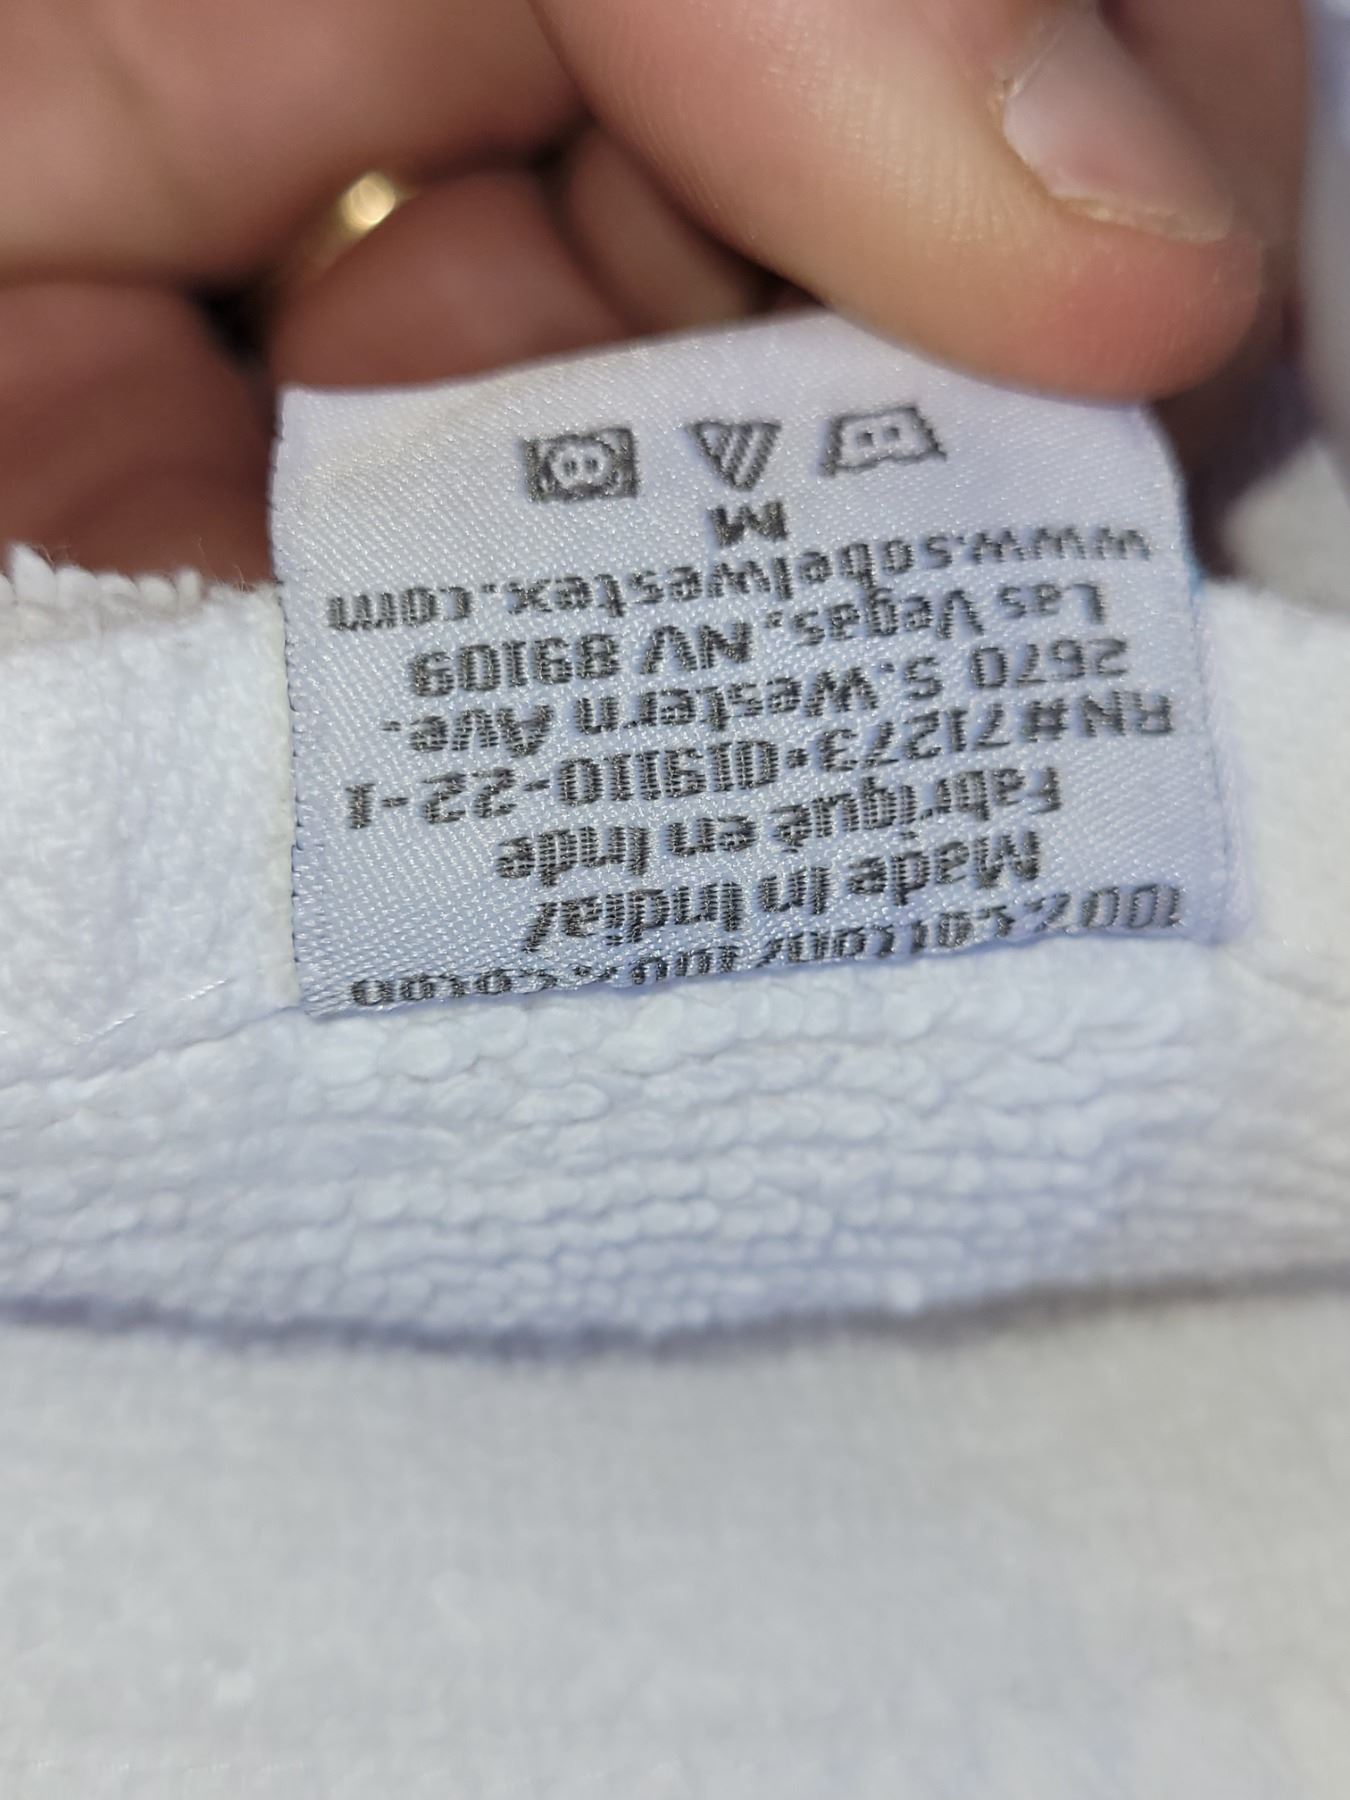 100% Cotton/100% Coton
Made in India/
Fabriqué en Inde
RN#71273•019110-22-1
2670 S.Western Ave.
Las Vegas, NV 89109
www.sobelwestex.com
M